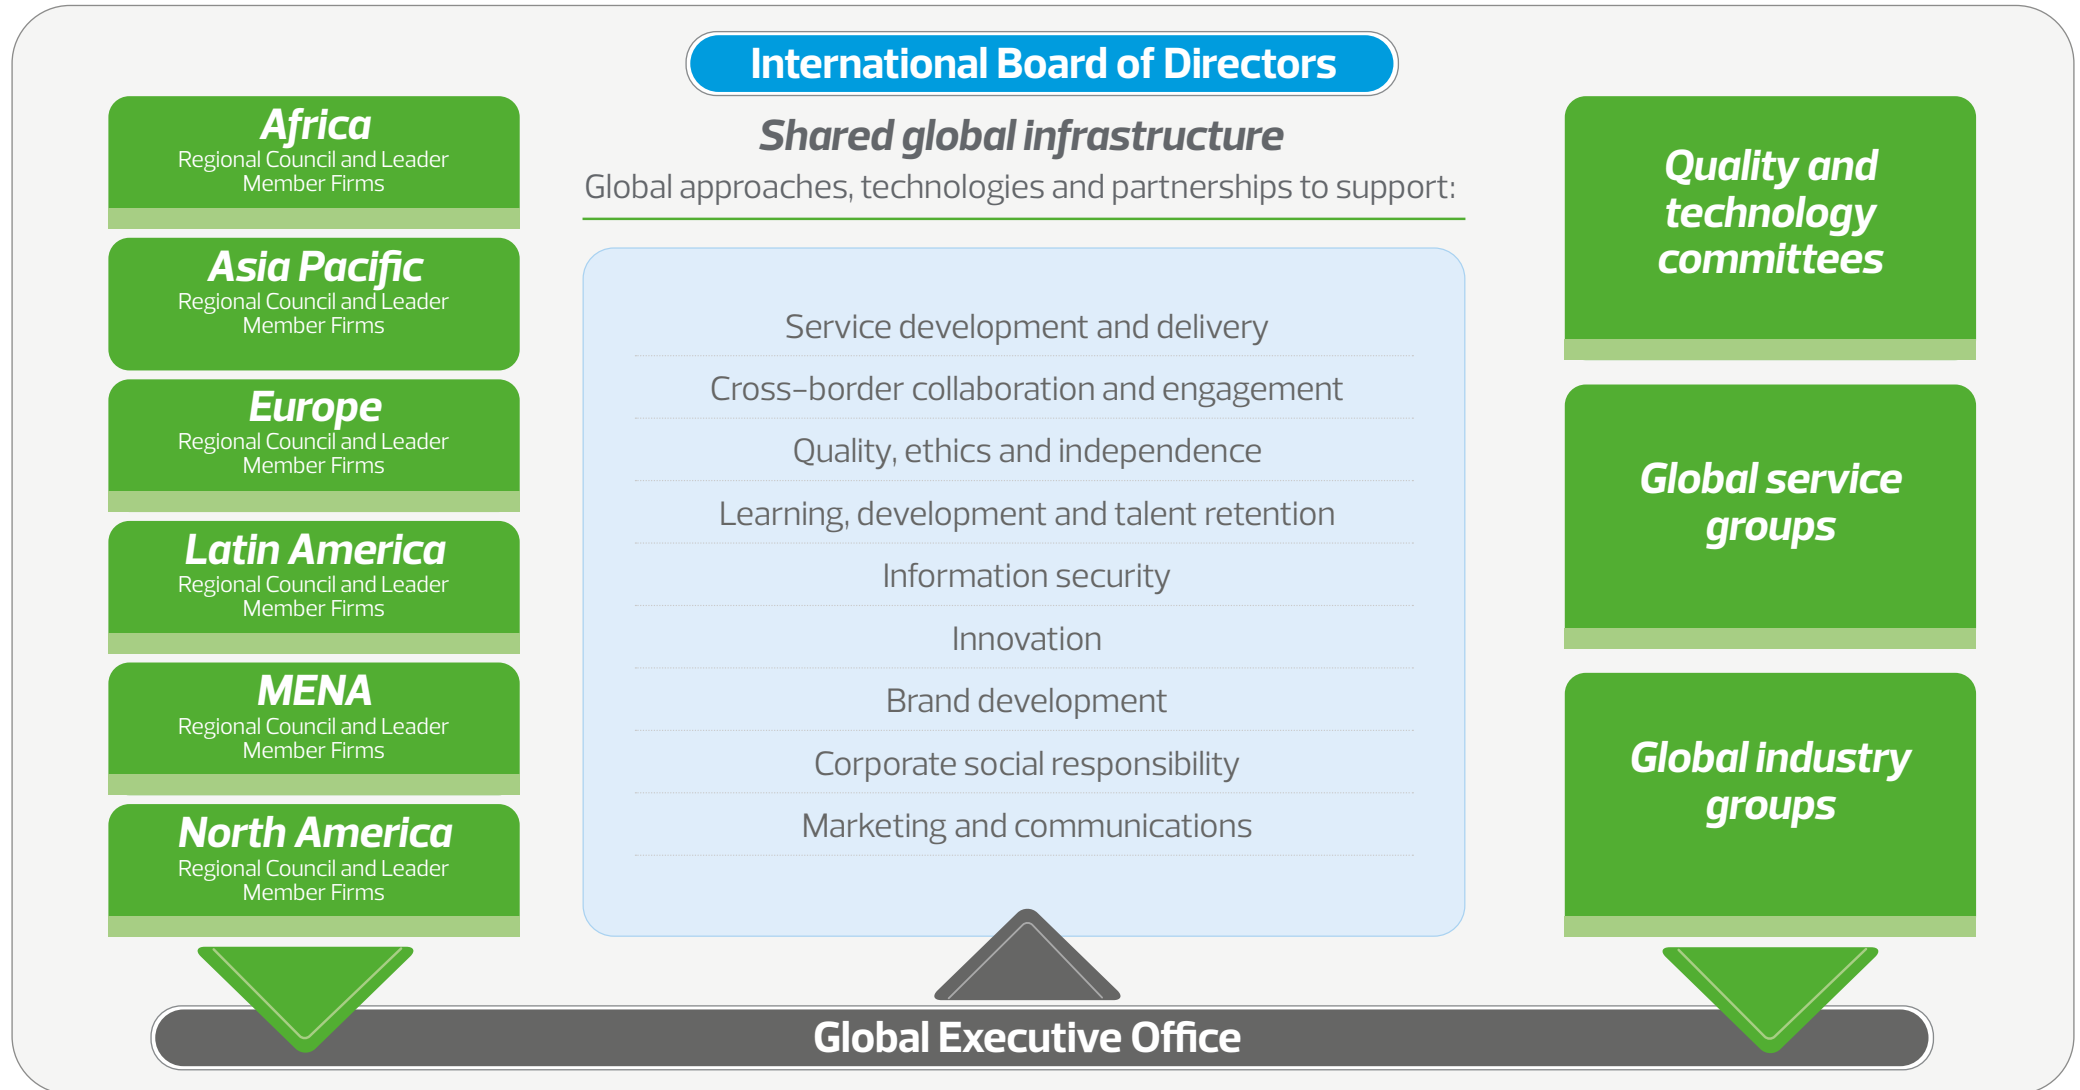 International Board of Directors
Africa
Regional Council and Leader
Member Firms
Asia Pacific
Regional Council and Leader
Member Firms
Europe
Regional Council and Leader
Member Firms
Latin America
Regional Council and Leader
Member Firms
MENA
Regional Council and Leader
Member Firms
North America
Regional Council and Leader
Member Firms
Shared global infrastructure
Global approaches, technologies and partnerships to support:
Service development and delivery
Cross-border collaboration and engagement
Quality, ethics and independence
Learning, development and talent retention
Information security
Innovation
Brand development
Corporate social responsibility
Marketing and communications
Quality and
technology
committees
Global service
groups
Global industry
groups
Global Executive Office